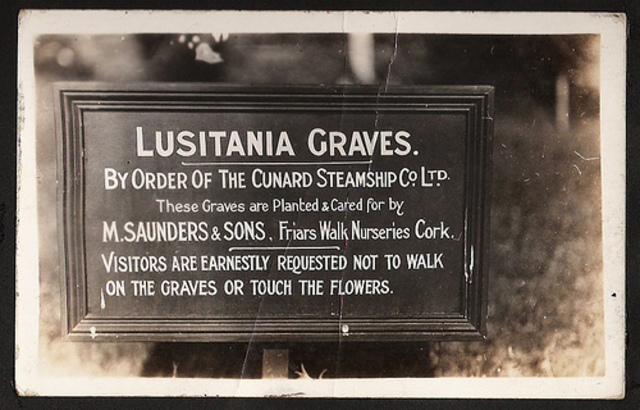 LUSITANIA GRAVES.
BY ORDER OF THE CUNARD STEAMSHIP CO. LTD.
These Graves are Planted & Cared for by
M. SAUNDERS & SONS, Friars Walk Nurseries Cork.
VISITORS ARE EARNESTLY REQUESTED NOT TO WALK
ON THE GRAVES OR TOUCH THE FLOWERS.